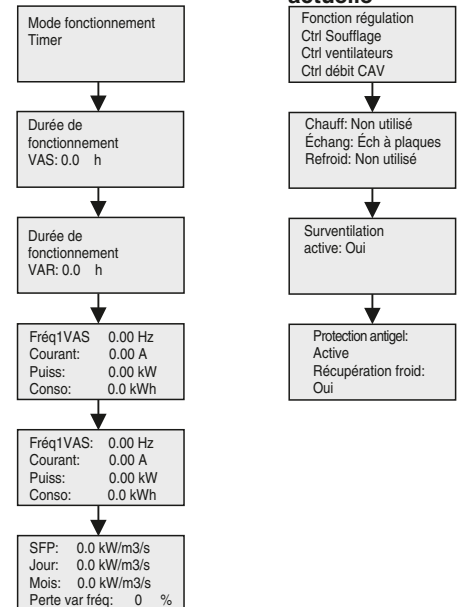 Mode fonctionnement
Timer
Durée de
fonctionnement
VAS: 0.0 h
Durée de
fonctionnement
VAR: 0.0 h
Fréq1VAS 0.00 Hz
Courant: 0.00 A
Puiss: 0.00 kW
Conso: 0.0 kWh
Fréq1VAS: 0.00 Hz
Courant: 0.00 A
Puiss: 0.00 kW
Conso: 0.0 kWh
SFP: 0.0 kW/m3/s
Jour: 0.0 kW/m3/s
Mois: 0.0 kW/m3/s
Perte var fréq: 0 %
actuelle
Fonction régulation
Ctrl Soufflage
Ctrl ventilateurs
Ctrl débit CAV
Chauff: Non utilisé
Échang: Éch à plaques
Refroid: Non utilisé
Surventilation
active: Oui
Protection antigel:
Active
Récupération froid:
Oui